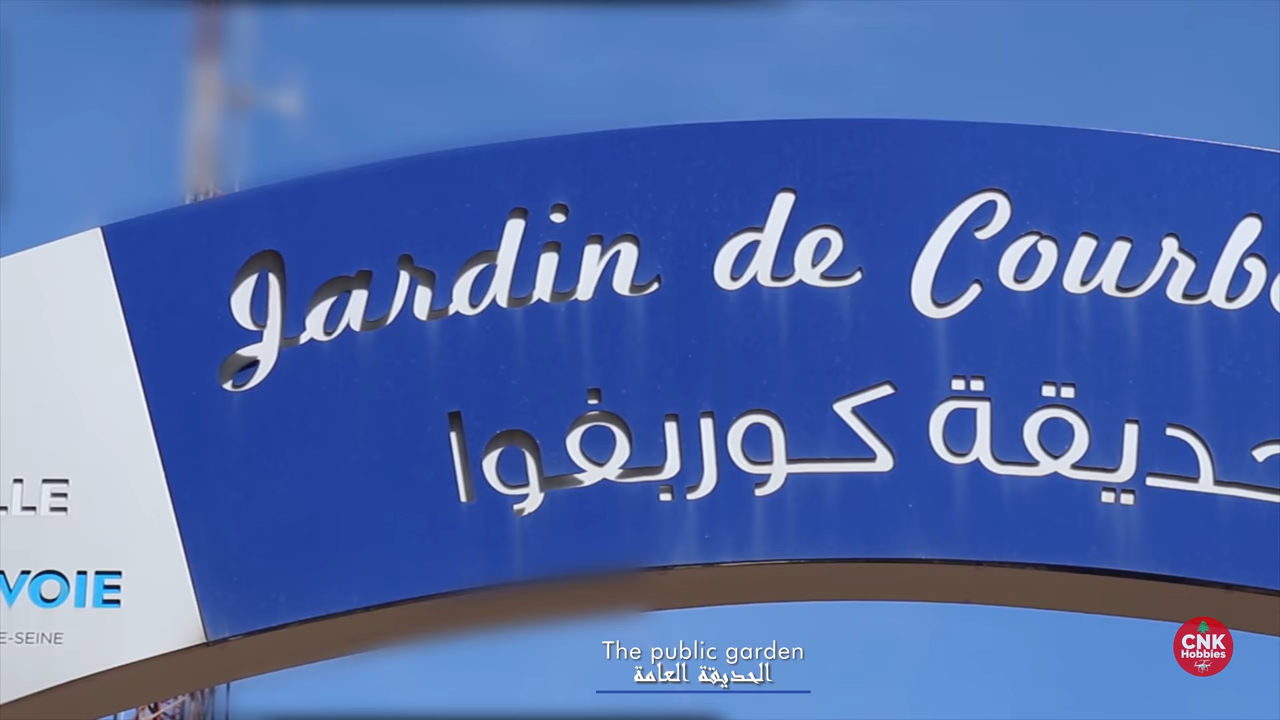 Jardin de Courb
حديقة كوربفوا
LLE
VOIE
E-SEINE
The public garden
الحديقة العامة
CNK
Hobbies